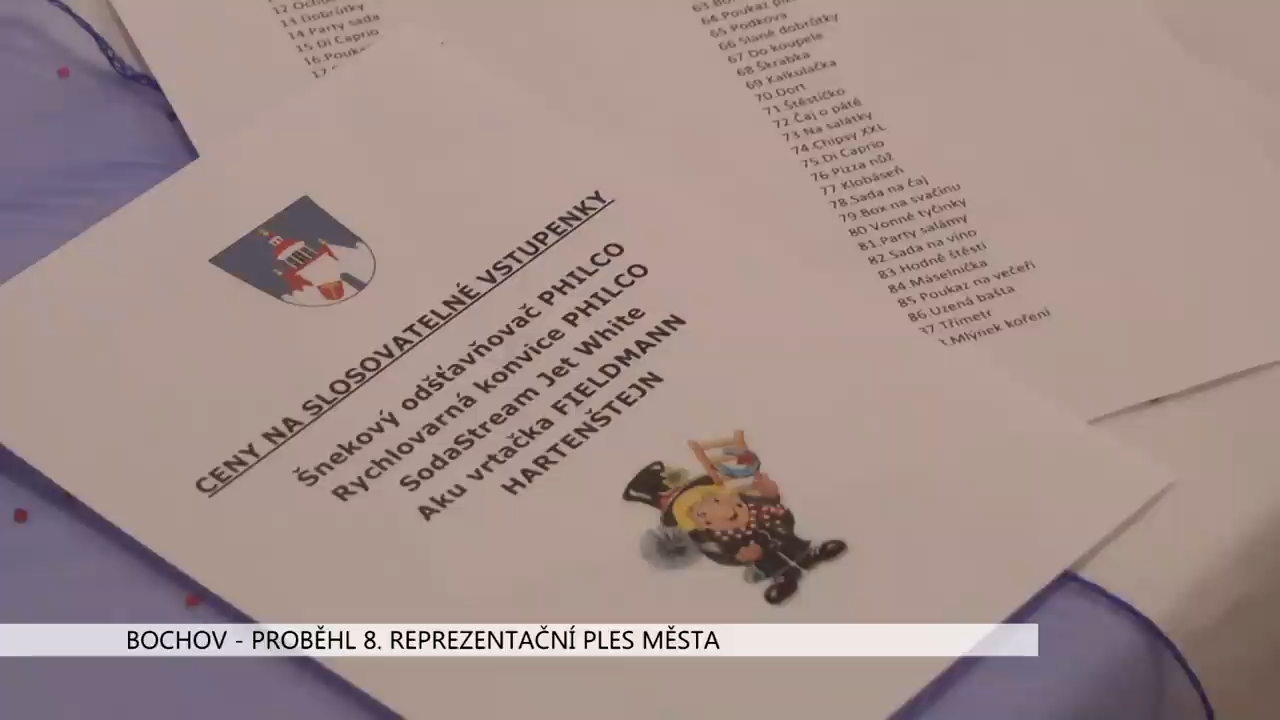 13 Dobrůtky
14 Party sada
15 Di Caprio
64 Poukaz
65 Podkova
66 Slané dobrůtky
67 Do koupele
68 Škrabka
69 Kalkulačka
70 Dort
71 Štěstíčko
72 Čaj o páté
73 Na salátky
74 Chipsy XXL
75 Di Caprio
76 Pizza nůž
77 Klobáseň
78 Sada na čaj
79 Box na svačinu
80 Vonné tyčinky
81 Party salámy
82 Sada na víno
83 Hodně štěstí
84 Máselnička
85 Poukaz na večeři
86 Uzená bašta
Třímetr
Mlýnek koření
CENY NA SLOSOVATELNÉ VSTUPENKY
Šnekový odšťavňovač PHILCO
Rychlovarná konvice PHILCO
SodaStream Jet White
Aku vrtačka FIELDMANN
HARTENŠTEJN
BOCHOV - PROBĚHL 8. REPREZENTAČNÍ PLES MĚSTA